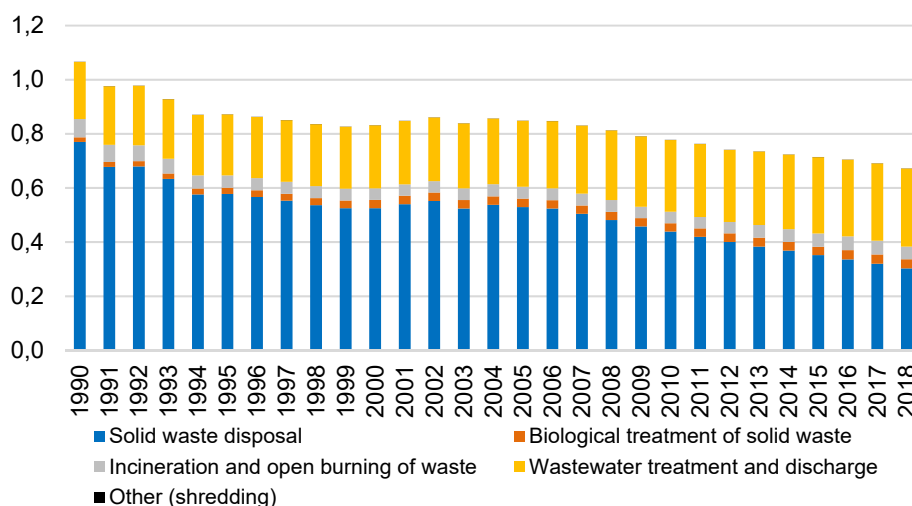 1,2
1,0
0,8
0,6
0,4
0,2
0,0
1990 1991 1992 1993 1994 1995 1996 1997 1998 1999 2000 2001 2002 2003 2004 2005 2006 2007 2008 2009 2010 2011 2012 2013 2014 2015 2016 2017 2018
Solid waste disposal Biological treatment of solid waste
Incineration and open burning of waste Wastewater treatment and discharge
Other (shredding)